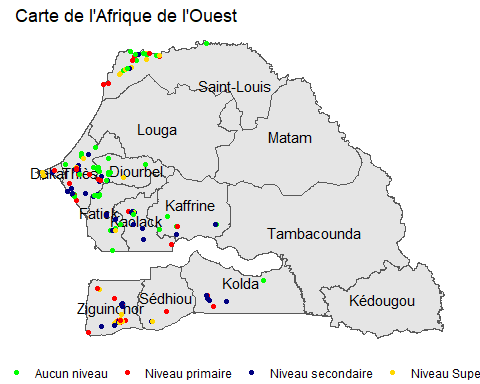 Carte de l'Afrique de l'Ouest
Saint-Louis
Louga
Matam
Dakar
Thiès
Diourbel
Fatick
Kaolack
Kaffrine
Tambacounda
Kolda
Sédhiou
Ziguinchor
Kédougou
Aucun niveau
Niveau primaire
Niveau secondaire
Niveau Supe